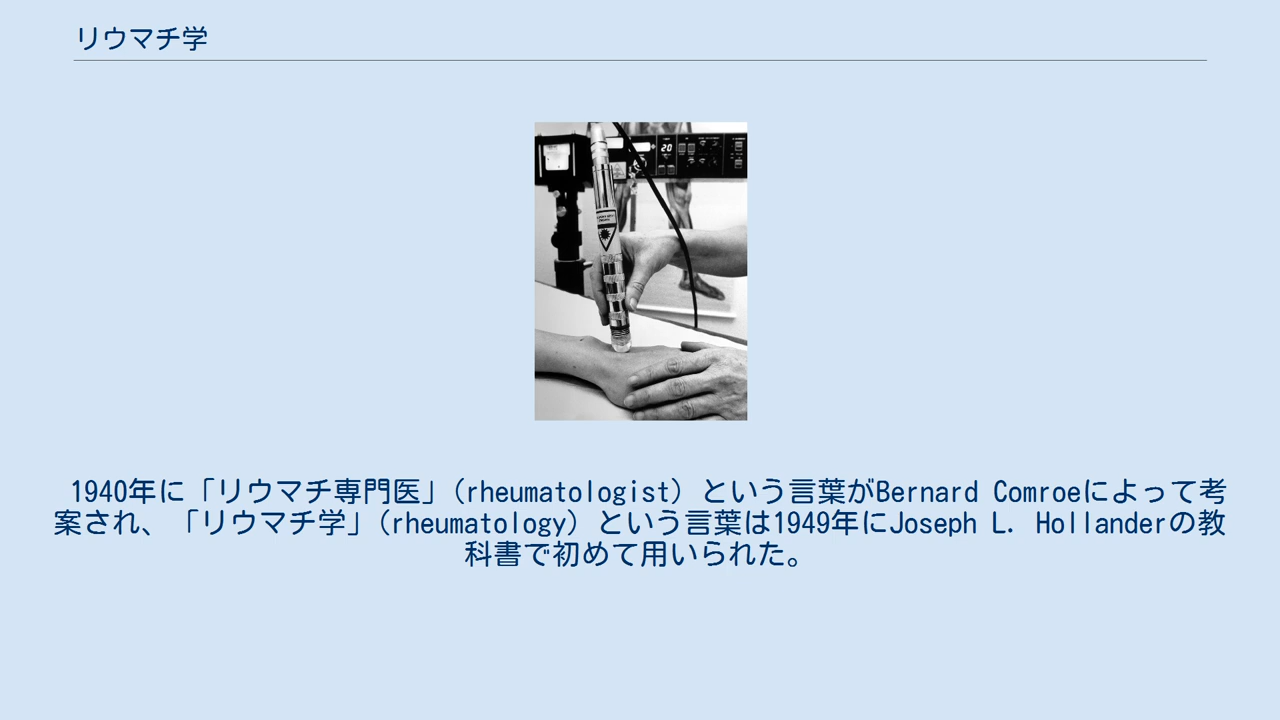 リウマチ学
20
1940年に「リウマチ専門医」(rheumatologist) という言葉がBernard Comroeによって考
案され、「リウマチ学」(rheumatology) という言葉は1949年にJoseph L. Hollanderの教
科書で初めて用いられた。